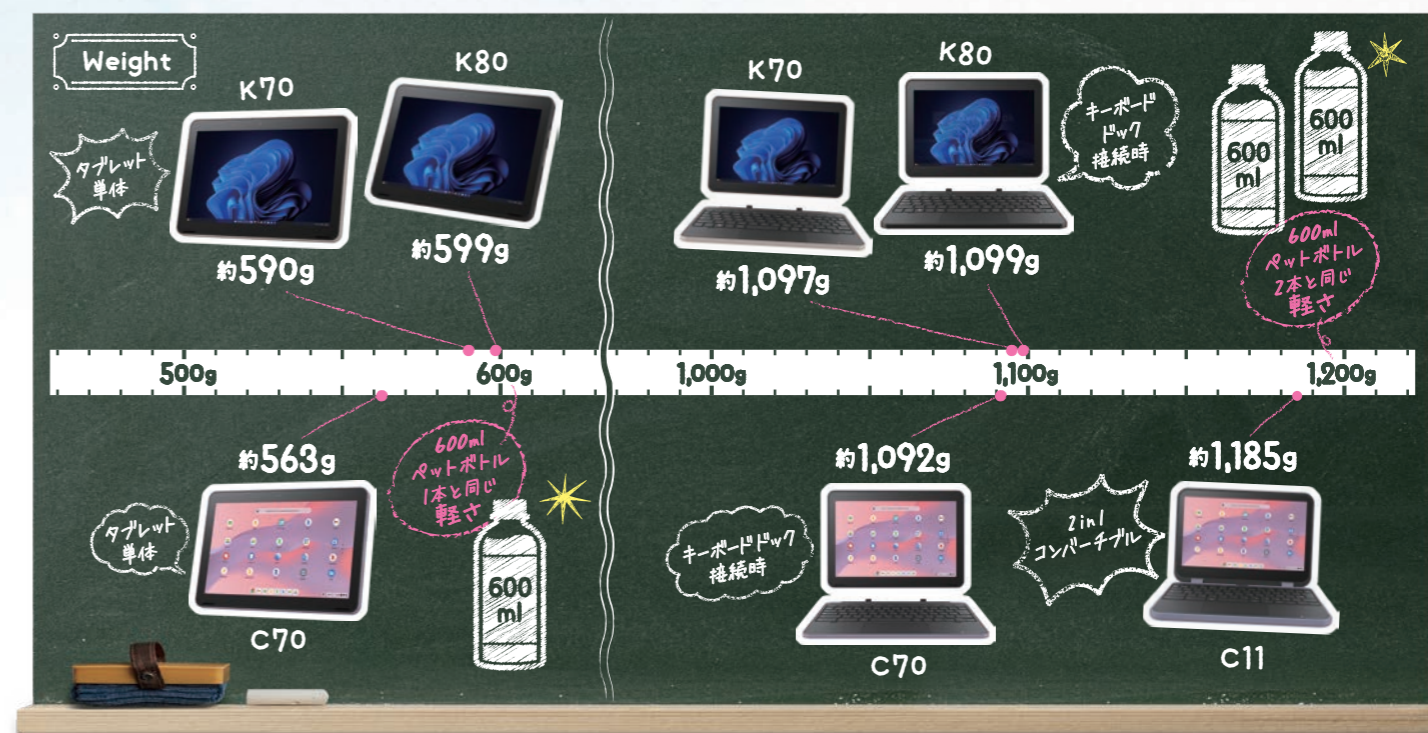 Weight
K70
K80
タブレット
単体
約590g
約599g
K70
K80
キーボード
ドック
接続時
約1,097g
約1,099g
600
ml
600
ml
600ml
ペットボトル
2本と同じ
軽さ
500g
600g
1,000g
1,100g
1,200g
約563g
タブレット
単体
C70
600ml
ペットボトル
1本と同じ
軽さ
600
ml
約1,092g
キーボードドック
接続時
C70
約1,185g
2in1
コンバーチブル
C11